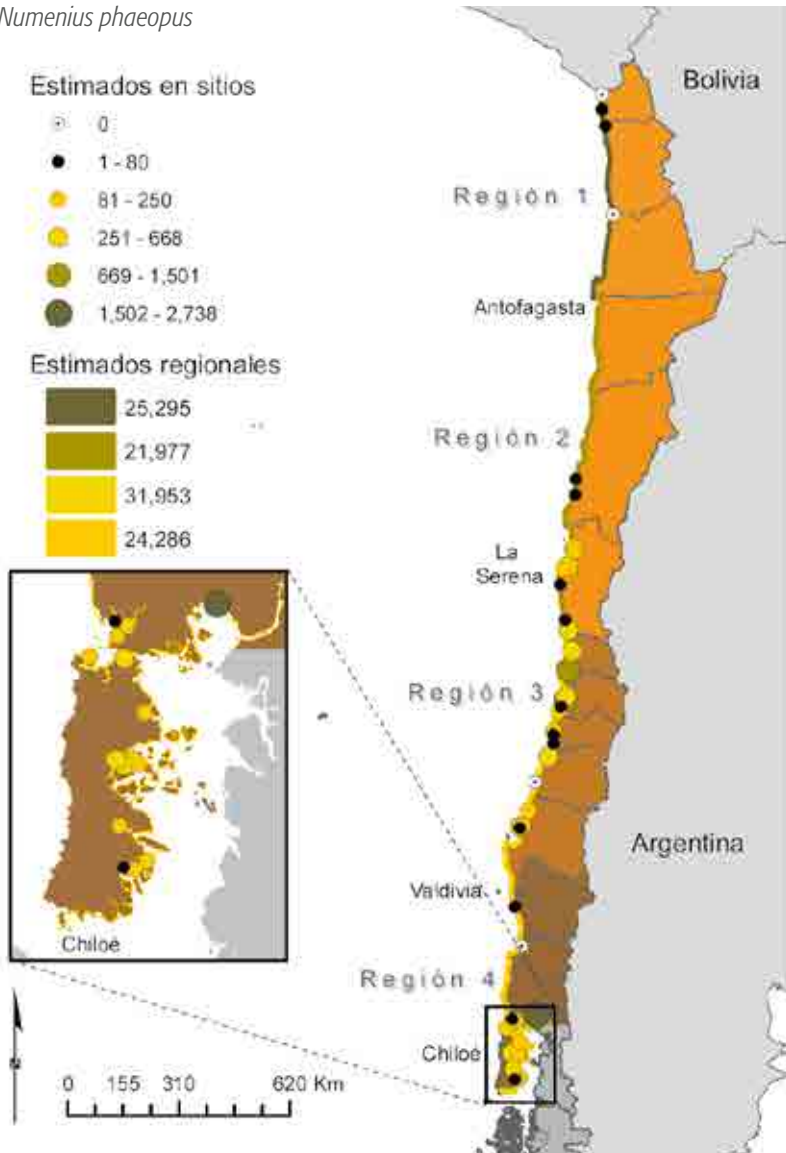 Numenius phaeopus
Estimados en sitios
0
1 - 80
81 - 250
251 - 668
669 - 1,501
1,502 - 2,738
Estimados regionales
25,295
21,977
31,953
24,286
Bolivia
Región 1
Antofagasta
Región 2
La
Serena
Región 3
Argentina
Valdivia
Región 4
Chiloé
Chiloé
0 155 310 620 Km